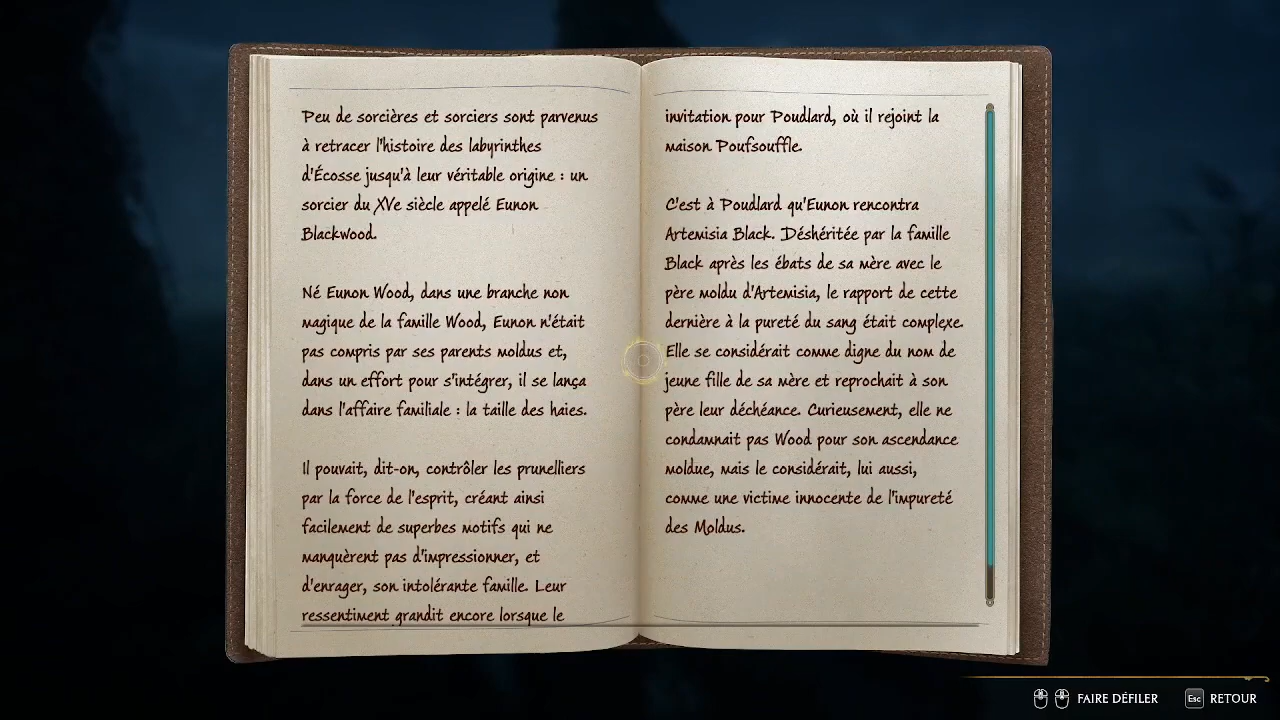 Peu de sorcières et sorciers sont parvenus
à retracer l'histoire des labyrinthes
d'Écosse jusqu'à leur véritable origine : un
sorcier du XVe siècle appelé Eunon
Blackwood.
Né Eunon Wood, dans une branche non
magique de la famille Wood, Eunon n'était
pas compris par ses parents moldus et,
dans un effort pour s'intégrer, il se lança
dans l'affaire familiale : la taille des haies.
Il pouvait, dit-on, contrôler les prunelliers
par la force de l'esprit, créant ainsi
facilement de superbes motifs qui ne
manquèrent pas d'impressionner, et
d'enrager, son intolérante famille. Leur
ressentiment grandit encore lorsque le
invitation pour Poudlard, où il rejoint la
maison Poufsouffle.
C'est à Poudlard qu'Eunon rencontra
Artemisia Black. Déshéritée par la famille
Black après les ébats de sa mère avec le
père moldu d'Artemisia, le rapport de cette
dernière à la pureté du sang était complexe.
Elle se considérait comme digne du nom de
jeune fille de sa mère et reprochait à son
père leur déchéance. Curieusement, elle ne
condamnait pas Wood pour son ascendance
moldue, mais le considérait, lui aussi,
comme une victime innocente de l'impureté
des Moldus.
FAIRE DÉFILER
Esc RETOUR